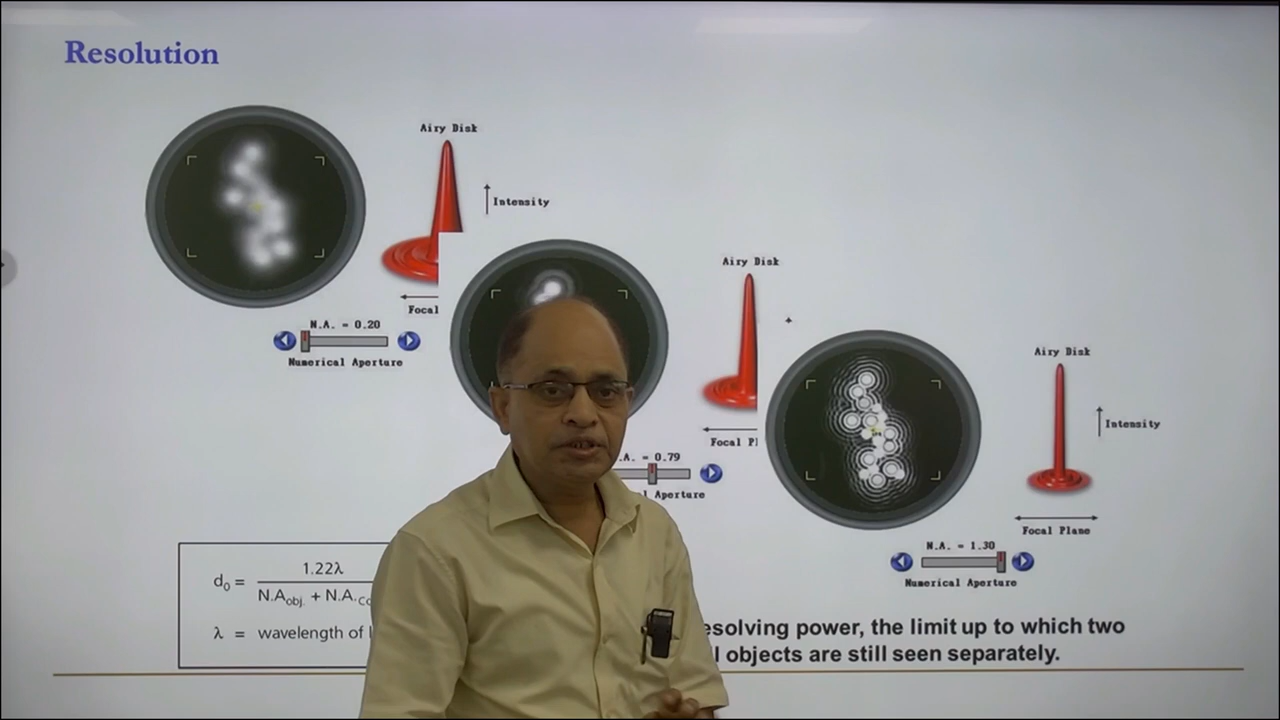 Resolution
Airy Disk
Intensity
Focal
N.A. = 0.20
Numerical Aperture
Airy Disk
Focal
.A. = 0.79
Aperture
Airy Disk
Intensity
Focal Plane
N.A. = 1.30
Numerical Aperture
d₀ = 1.22λ
N.A obj. + N.A.
λ = wavelength of
esolving power, the limit up to which two
objects are still seen separately.